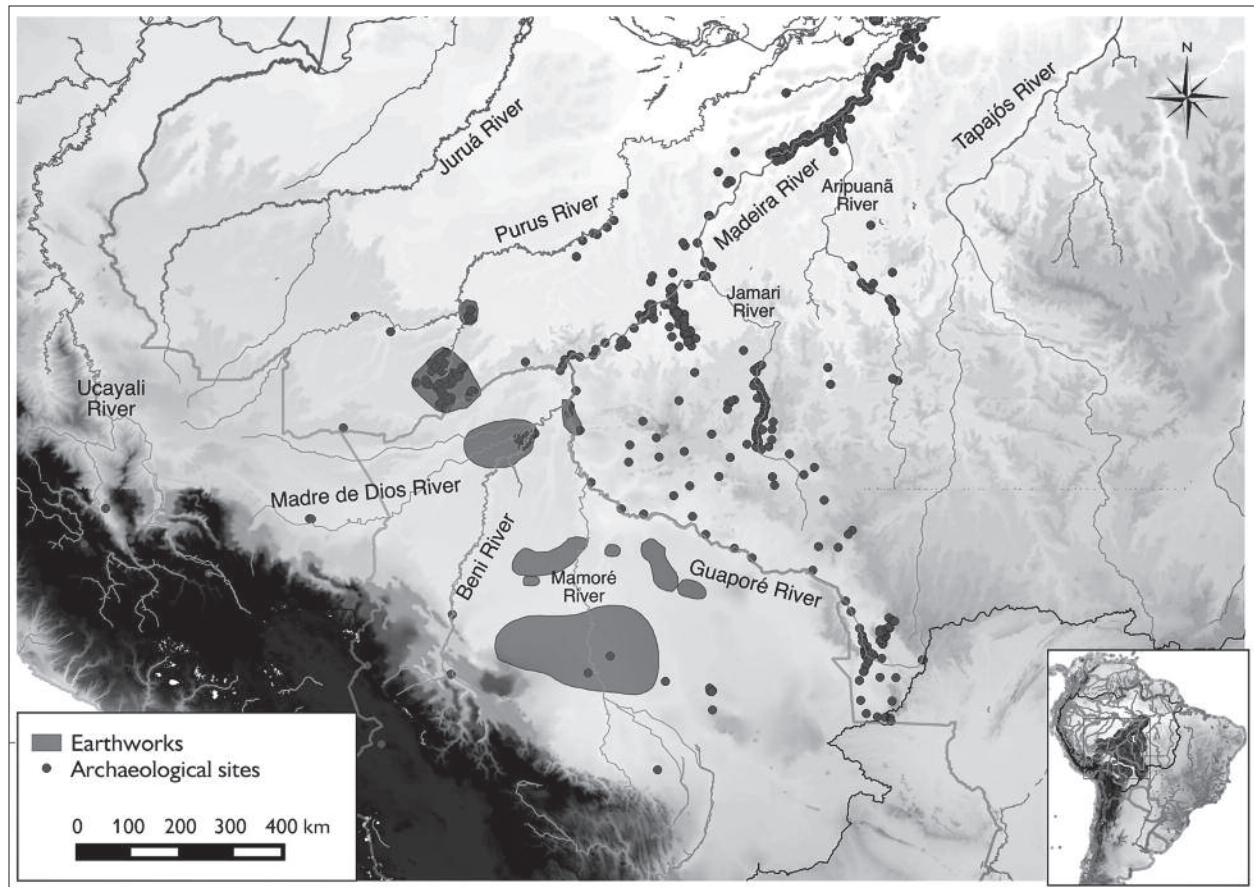 N
Juruá River
Tapajós River
Purus River
Madeira River
Aripuanã
River
Jamari
River
Ucayali
River
Madre de Dios River
Beni River
Mamoré
River
Guaporé River
Earthworks
Archaeological sites
0 100 200 300 400 km